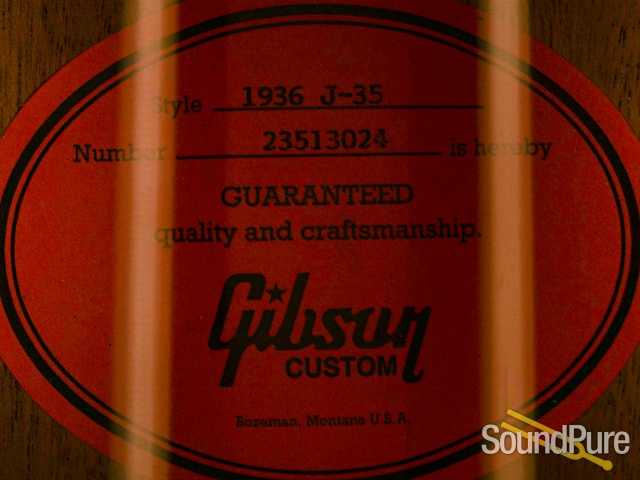 Style 1936 J-35
Number 23513024 is hereby
GUARANTEED
quality and craftsmanship.
Gibson
CUSTOM
Bozeman, Montana U.S.A.
SoundPure